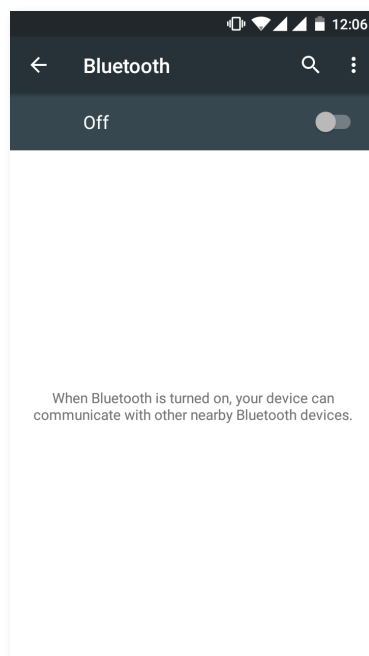 12:06
Bluetooth
Off
When Bluetooth is turned on, your device can
communicate with other nearby Bluetooth devices.